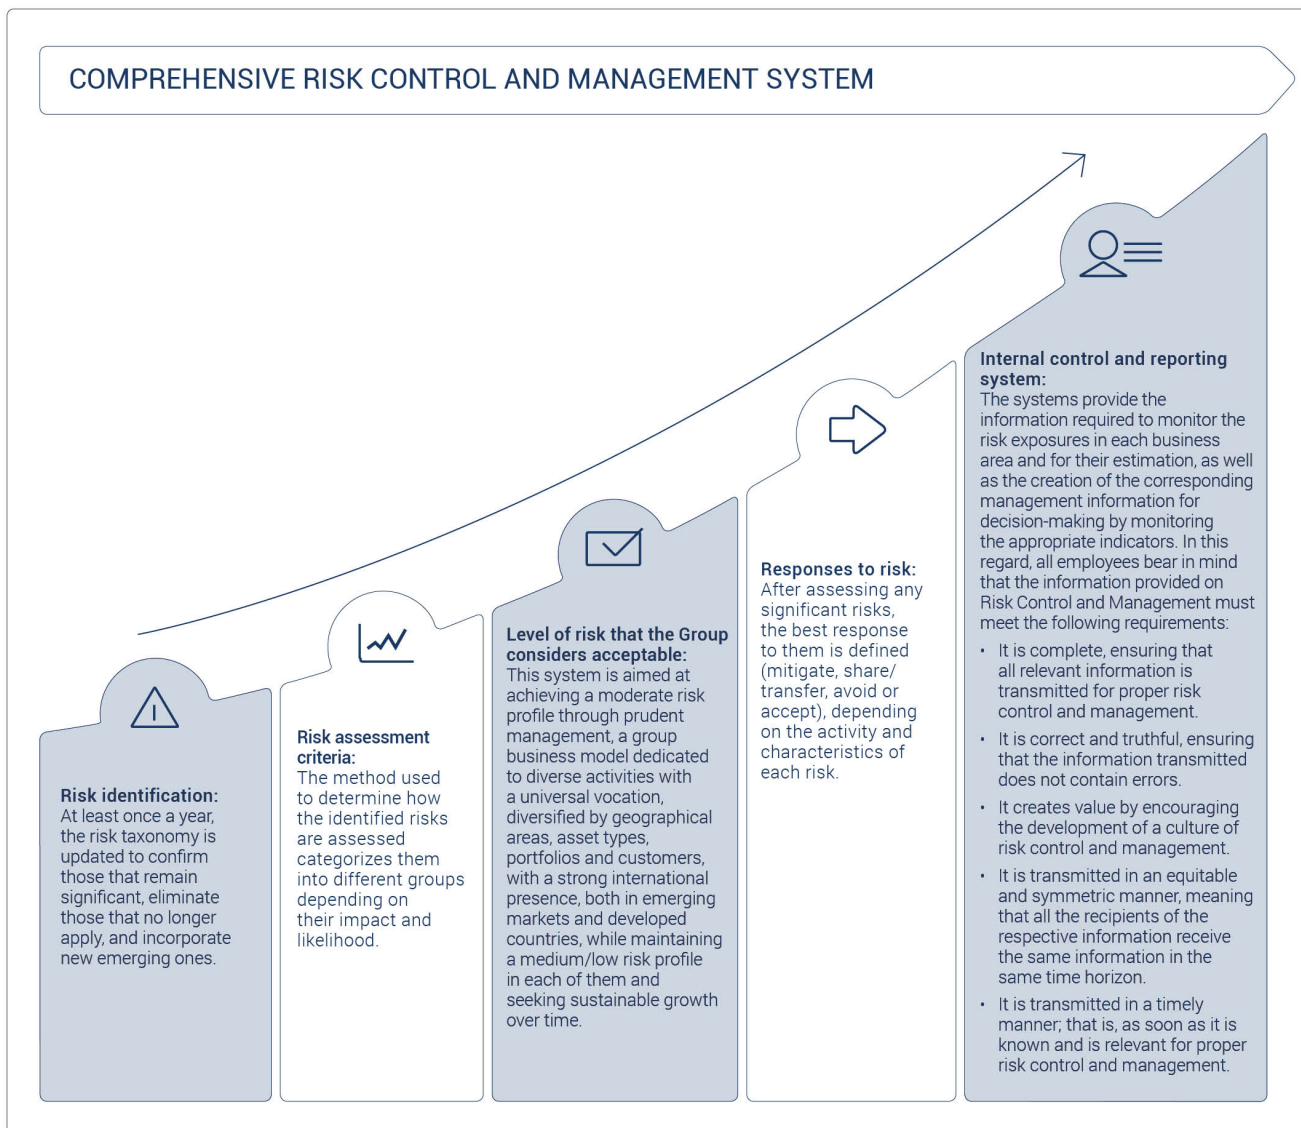 COMPREHENSIVE RISK CONTROL AND MANAGEMENT SYSTEM
Risk identification:
At least once a year,
the risk taxonomy is
updated to confirm
those that remain
significant, eliminate
those that no longer
apply, and incorporate
new emerging ones.
Risk assessment
criteria:
The method used
to determine how
the identified risks
are assessed
categorizes them
into different groups
depending on
their impact and
likelihood.
Level of risk that the Group
considers acceptable:
This system is aimed at
achieving a moderate risk
profile through prudent
management, a group
business model dedicated
to diverse activities with
a universal vocation,
diversified by geographical
areas, asset types,
portfolios and customers,
with a strong international
presence, both in emerging
markets and developed
countries, while maintaining
a medium/low risk profile
in each of them and
seeking sustainable growth
over time.
Responses to risk:
After assessing any
significant risks,
the best response
to them is defined
(mitigate, share/
transfer, avoid or
accept), depending
on the activity and
characteristics of
each risk.
Internal control and reporting
system:
The systems provide the
information required to monitor the
risk exposures in each business
area and for their estimation, as well
as the creation of the corresponding
management information for
decision-making by monitoring
the appropriate indicators. In this
regard, all employees bear in mind
that the information provided on
Risk Control and Management must
meet the following requirements:
• It is complete, ensuring that
all relevant information is
transmitted for proper risk
control and management.
• It is correct and truthful, ensuring
that the information transmitted
does not contain errors.
• It creates value by encouraging
the development of a culture of
risk control and management.
• It is transmitted in an equitable
and symmetric manner, meaning
that all the recipients of the
respective information receive
the same information in the
same time horizon.
• It is transmitted in a timely
manner; that is, as soon as it is
known and is relevant for proper
risk control and management.